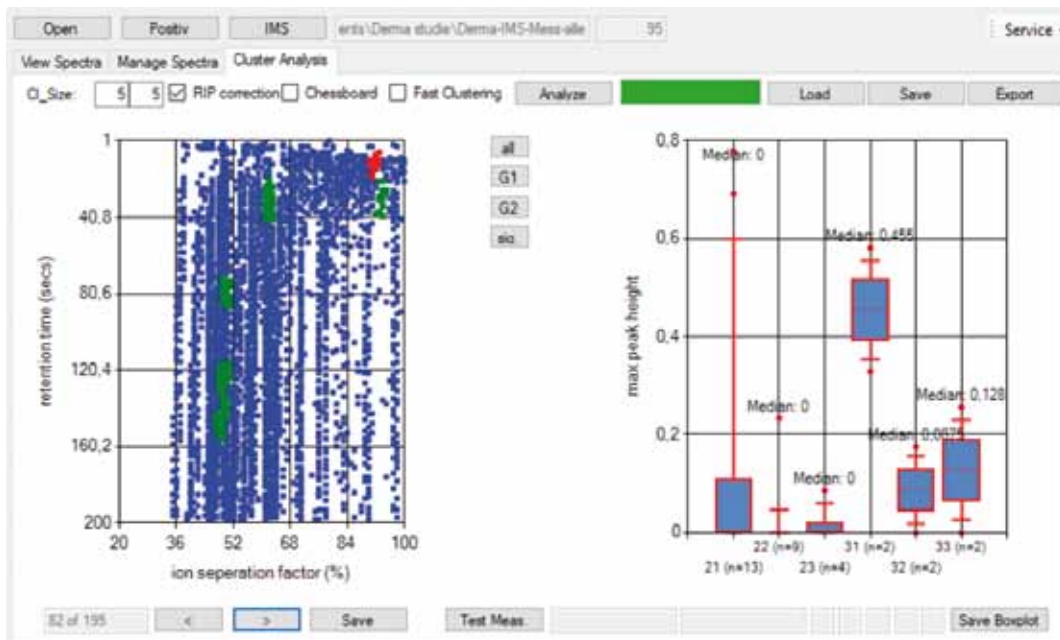 Open Positiv IMS ents\Derma studie\Derma-IMS-Mess-alle 95 Service
View Spectra Manage Spectra Cluster Analysis
Cl_Size: 5 5 RIP correction Chessboard Fast Clustering Analyze Load Save Export
1
40.8
80.6
120.4
160,2
200
20 36 52 68 84 100
retention time (secs)
ion seperation factor (%)
all
G1
G2
0.8
0.6
0.4
0.2
0
max peak height
Median: 0
Median: 0
Median: 0
Median: 0,455
Median: 0,0875
Median: 0,128
22 (n=9) 31 (n=2) 33 (n=2)
21 (n=13) 23 (n=4) 32 (n=2)
82 of 195 < > Save Test Meas. Save Boxplot